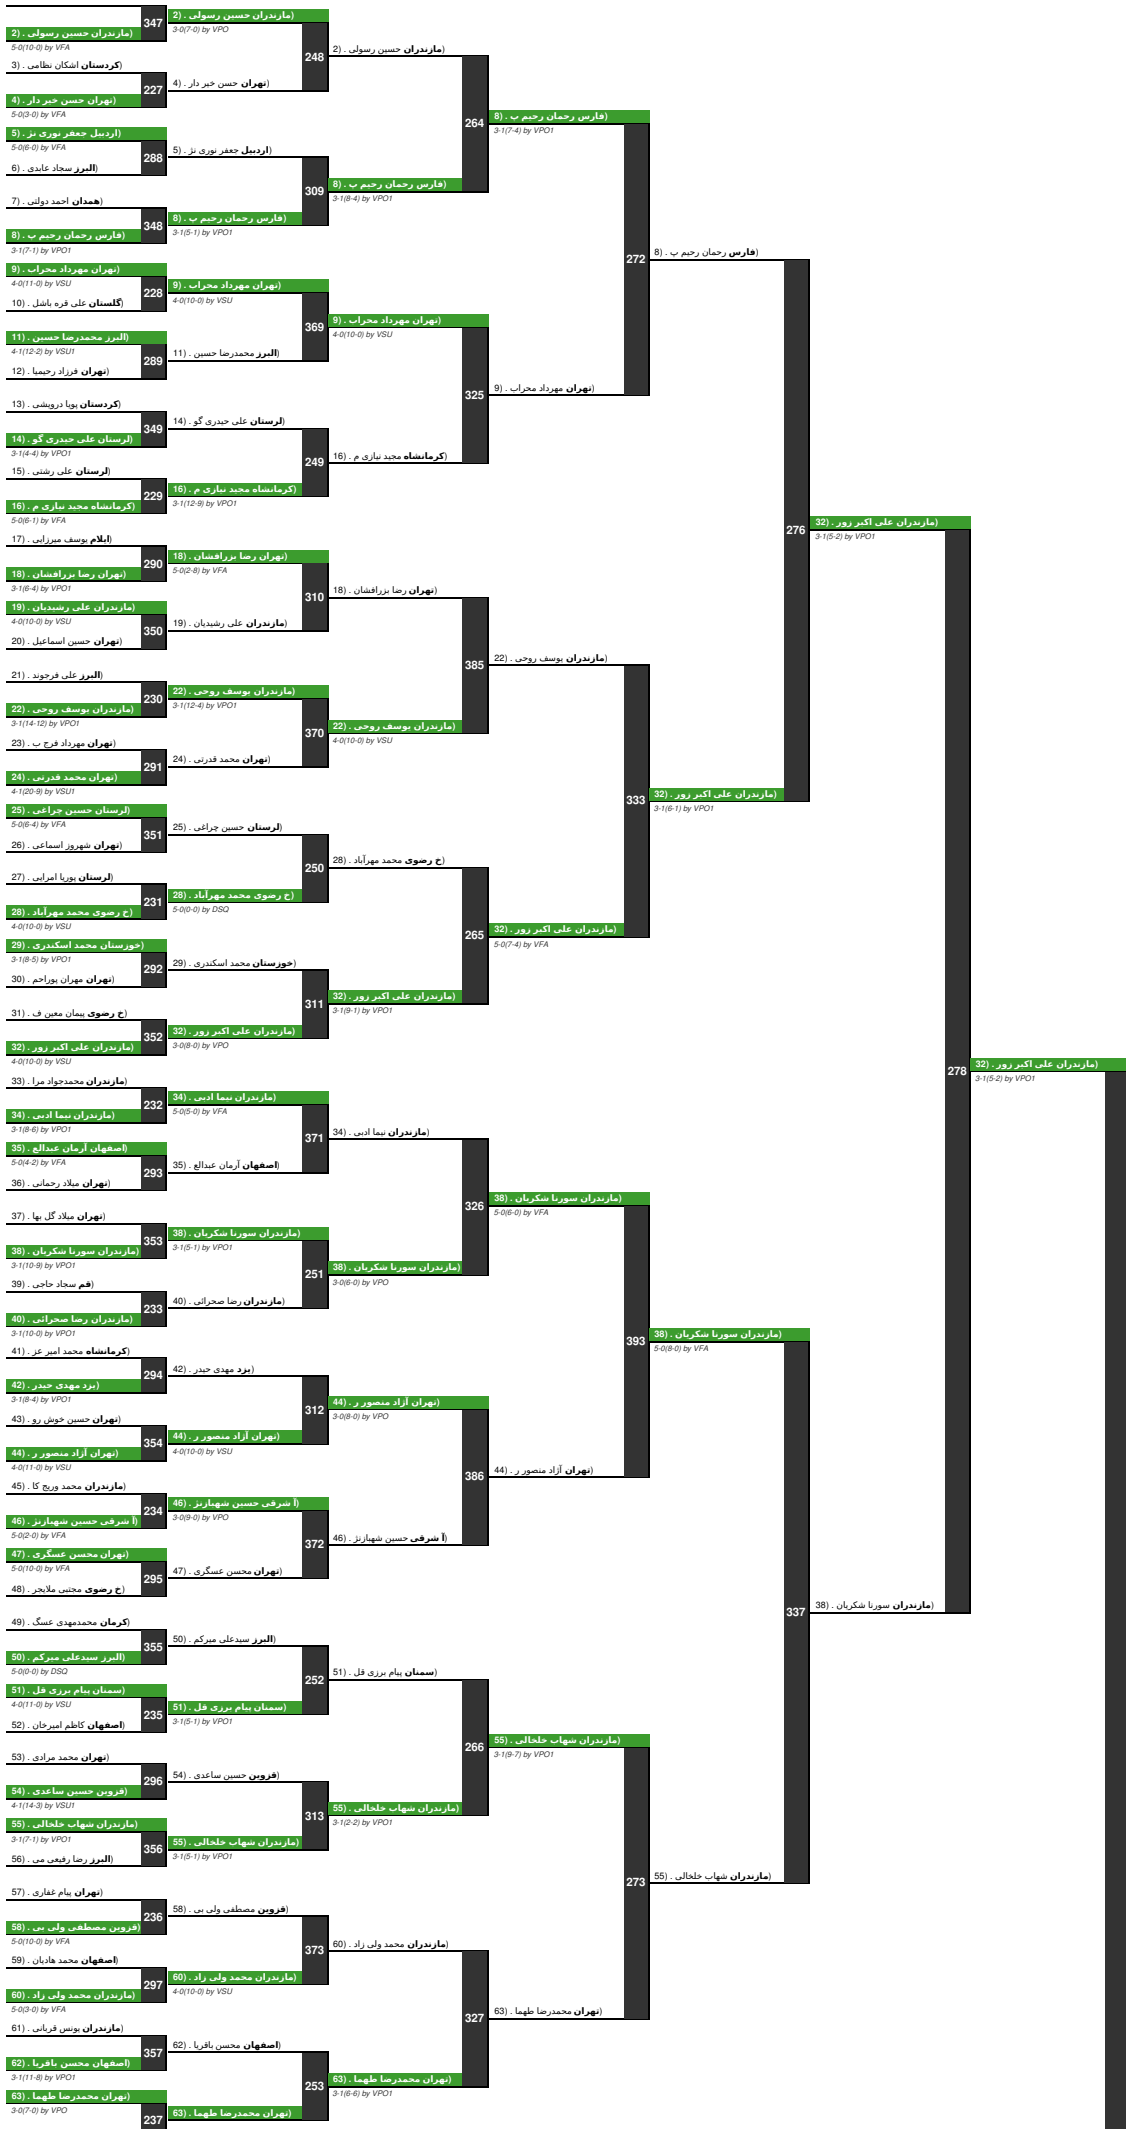 347
2) . مازندران حسین رسولی)
5-0(10-0) by VFA
3) . کردستان اشکان نظامی)
227
4) . تهران حسن خبر دار)
5-0(3-0) by VFA
5) . اردبیل جعفر نوری نژ)
5-0(6-0) by VFA
288
6) . البرز سجاد عابدی)
7) . همدان احمد دولتی)
348
8) . فارس رحمان رحیم پ)
3-1(7-1) by VPO1
9) . تهران مهرداد محراب)
4-0(11-0) by VSU
228
10) . گلستان علی قره باشل)
11) . البرز محمدرضا حسین)
4-1(12-2) by VSU1
289
12) . تهران فرزاد رحیمیا)
13) . کردستان پویا درویشی)
349
14) . لرستان علی حیدری گو)
3-1(4-4) by VPO1
15) . لرستان علی رشتی)
229
16) . کرمانشاه مجید نیازی م)
5-0(6-1) by VFA
17) . ایلام یوسف میرزایی)
290
18) . تهران رضا بزرافشان)
3-1(6-4) by VPO1
19) . مازندران علی رشیدیان)
4-0(10-0) by VSU
350
20) . تهران حسین اسماعیل)
21) . البرز علی فرجوند)
230
22) . مازندران یوسف روحی)
3-1(14-12) by VPO1
23) . تهران مهرداد فرج ب)
291
24) . تهران محمد قدرتی)
4-1(20-9) by VSU1
25) . لرستان حسین چراغی)
5-0(6-4) by VFA
351
26) . تهران شهروز اسماعی)
27) . لرستان پوریا امرایی)
231
28) . خ رضوی محمد مهرآباد)
4-0(10-0) by VSU
29) . خوزستان محمد اسکندری)
3-1(8-5) by VPO1
292
30) . تهران مهران پوراحم)
31) . خ رضوی پیمان معین ف)
352
32) . مازندران علی اکبر زور)
4-0(10-0) by VSU
33) . مازندران محمدجواد مرا)
232
34) . مازندران نیما ادبی)
3-1(8-6) by VPO1
35) . اصفهان آرمان عبدالع)
5-0(4-2) by VFA
293
36) . تهران میلاد رحمانی)
37) . تهران میلاد گل بها)
353
38) . مازندران سورنا شکریان)
3-1(10-9) by VPO1
39) . قم سجاد حاجی)
233
40) . مازندران رضا صحرائی)
3-1(10-0) by VPO1
41) . کرمانشاه محمد امیر عز)
294
42) . یزد مهدی حیدر)
3-1(8-4) by VPO1
43) . تهران حسین خوش رو)
354
44) . تهران آزاد منصور ر)
4-0(11-0) by VSU
45) . مازندران محمد وریج کا)
234
46) . آ شرقی حسین شهبازنژ)
5-0(2-0) by VFA
47) . تهران محسن عسگری)
5-0(10-0) by VFA
295
48) . خ رضوی مجتبی ملایجر)
49) . کرمان محمدمهدی عسگ)
355
50) . البرز سیدعلی میرکم)
5-0(0-0) by DSQ
51) . سمنان پیام برزی قل)
4-0(11-0) by VSU
235
52) . اصفهان کاظم امیرخان)
53) . تهران محمد مرادی)
296
54) . قزوین حسین ساعدی)
4-1(14-3) by VSU1
55) . مازندران شهاب خلخالی)
3-1(7-1) by VPO1
356
56) . البرز رضا رفیعی می)
57) . تهران پیام غفاری)
236
58) . قزوین مصطفی ولی بی)
5-0(10-0) by VFA
59) . اصفهان محمد هادیان)
297
60) . مازندران محمد ولی زاد)
5-0(3-0) by VFA
61) . مازندران یونس قربانی)
357
62) . اصفهان محسن باقریا)
3-1(11-8) by VPO1
63) . تهران محمدرضا طهما)
3-0(7-0) by VPO
237
2) . مازندران حسین رسولی)
3-0(7-0) by VPO
248
4) . تهران حسن خبر دار)
5) . اردبیل جعفر نوری نژ)
309
8) . فارس رحمان رحیم پ)
3-1(5-1) by VPO1
9) . تهران مهرداد محراب)
4-0(10-0) by VSU
369
11) . البرز محمدرضا حسین)
14) . لرستان علی حیدری گو)
249
16) . کرمانشاه مجید نیازی م)
3-1(12-9) by VPO1
18) . تهران رضا بزرافشان)
5-0(2-8) by VFA
310
19) . مازندران علی رشیدیان)
22) . مازندران یوسف روحی)
3-1(12-4) by VPO1
370
24) . تهران محمد قدرتی)
25) . لرستان حسین چراغی)
250
28) . خ رضوی محمد مهرآباد)
5-0(0-0) by DSQ
29) . خوزستان محمد اسکندری)
311
32) . مازندران علی اکبر زور)
3-0(8-0) by VPO
34) . مازندران نیما ادبی)
5-0(5-0) by VFA
371
35) . اصفهان آرمان عبدالع)
38) . مازندران سورنا شکریان)
3-1(5-1) by VPO1
251
40) . مازندران رضا صحرائی)
42) . یزد مهدی حیدر)
312
44) . تهران آزاد منصور ر)
4-0(10-0) by VSU
46) . آ شرقی حسین شهبازنژ)
3-0(9-0) by VPO
372
47) . تهران محسن عسگری)
50) . البرز سیدعلی میرکم)
252
51) . سمنان پیام برزی قل)
3-1(5-1) by VPO1
54) . قزوین حسین ساعدی)
313
55) . مازندران شهاب خلخالی)
3-1(5-1) by VPO1
58) . قزوین مصطفی ولی بی)
373
60) . مازندران محمد ولی زاد)
4-0(10-0) by VSU
62) . اصفهان محسن باقریا)
253
63) . تهران محمدرضا طهما)
2) . مازندران حسین رسولی)
264
8) . فارس رحمان رحیم پ)
3-1(8-4) by VPO1
9) . تهران مهرداد محراب)
4-0(10-0) by VSU
325
16) . کرمانشاه مجید نیازی م)
18) . تهران رضا بزرافشان)
385
22) . مازندران یوسف روحی)
4-0(10-0) by VSU
28) . خ رضوی محمد مهرآباد)
265
32) . مازندران علی اکبر زور)
3-1(9-1) by VPO1
34) . مازندران نیما ادبی)
326
38) . مازندران سورنا شکریان)
3-0(6-0) by VPO
44) . تهران آزاد منصور ر)
3-0(8-0) by VPO
386
46) . آ شرقی حسین شهبازنژ)
51) . سمنان پیام برزی قل)
266
55) . مازندران شهاب خلخالی)
3-1(2-2) by VPO1
60) . مازندران محمد ولی زاد)
327
63) . تهران محمدرضا طهما)
3-1(6-6) by VPO1
8) . فارس رحمان رحیم پ)
3-1(7-4) by VPO1
272
9) . تهران مهرداد محراب)
22) . مازندران یوسف روحی)
333
32) . مازندران علی اکبر زور)
5-0(7-4) by VFA
38) . مازندران سورنا شکریان)
5-0(6-0) by VFA
393
44) . تهران آزاد منصور ر)
55) . مازندران شهاب خلخالی)
3-1(9-7) by VPO1
273
63) . تهران محمدرضا طهما)
8) . فارس رحمان رحیم پ)
276
32) . مازندران علی اکبر زور)
3-1(6-1) by VPO1
38) . مازندران سورنا شکریان)
5-0(8-0) by VFA
337
55) . مازندران شهاب خلخالی)
32) . مازندران علی اکبر زور)
3-1(5-2) by VPO1
278
38) . مازندران سورنا شکریان)
32) . مازندران علی اکبر زور)
3-1(5-2) by VPO1